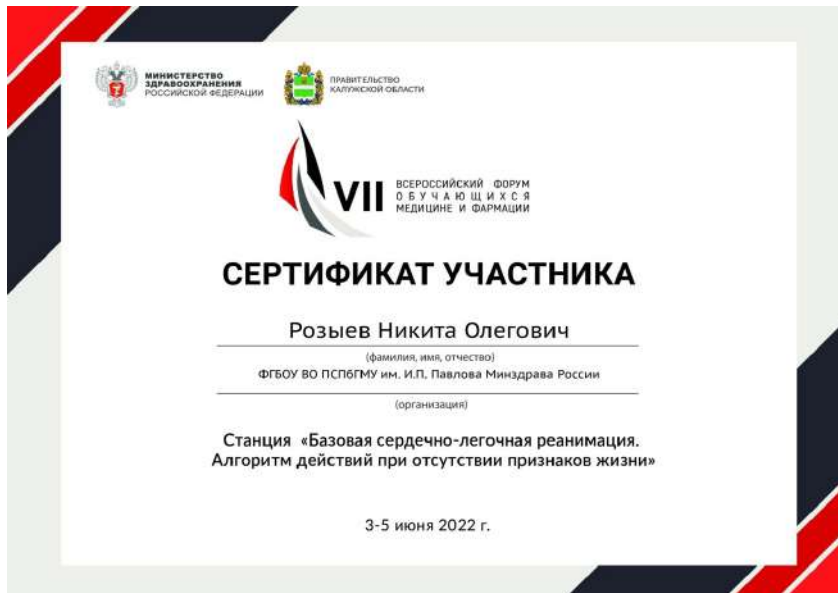 МИНИСТЕРСТВО
ЗДРАВООХРАНЕНИЯ
РОССИЙСКОЙ ФЕДЕРАЦИИ
ПРАВИТЕЛЬСТВО
КАЛУЖСКОЙ ОБЛАСТИ
VII
ВСЕРОССИЙСКИЙ ФОРУМ
ОБУЧАЮЩИХСЯ
МЕДИЦИНЕ И ФАРМАЦИИ
СЕРТИФИКАТ УЧАСТНИКА
Розыев Никита Олегович
(фамилия, имя, отчество)
ФГБОУ ВО ПСПбГМУ им. И.П. Павлова Минздрава России
(организация)
Станция «Базовая сердечно-легочная реанимация.
Алгоритм действий при отсутствии признаков жизни»
3-5 июня 2022 г.